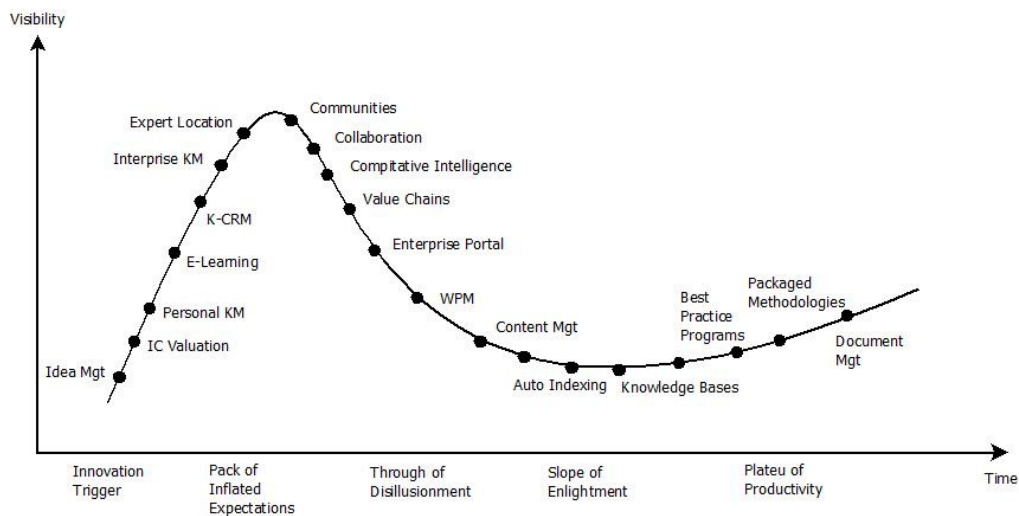 Visibility
Communities
Expert Location
Collaboration
Interprise KM
Compitative Intelligence
Value Chains
K-CRM
Enterprise Portal
E-Learning
Packaged
Methodologies
Best
Practice
Programs
WPM
Personal KM
Content Mgt
IC Valuation
Document
Mgt
Idea Mgt
Auto Indexing
Knowledge Bases
Innovation
Trigger
Pack of
Inflated
Expectations
Through of
Disillusionment
Slope of
Enlightment
Plateu of
Productivity
Time